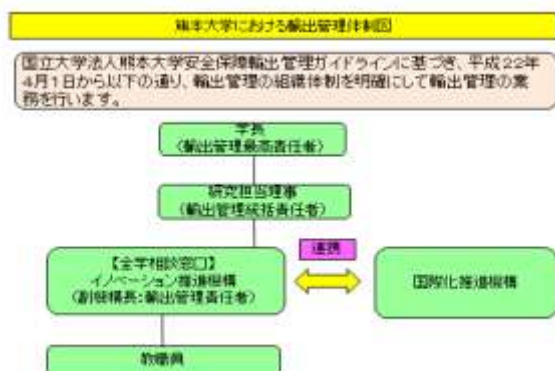 熊本大学における輸出管理体制図
国立大学法人熊本大学安全保障輸出管理ガイドラインに基づき、平成22年
4月1日から以下の通り、輸出管理の組織体制を明確にして輸出管理の業
務を行います。
学長
（輸出管理最高責任者）
研究担当理事
（輸出管理統括責任者）
【全学相談窓口】
イノベーション推進機構
（副機構長：輸出管理責任者）
連携
国際化推進機構
教職員